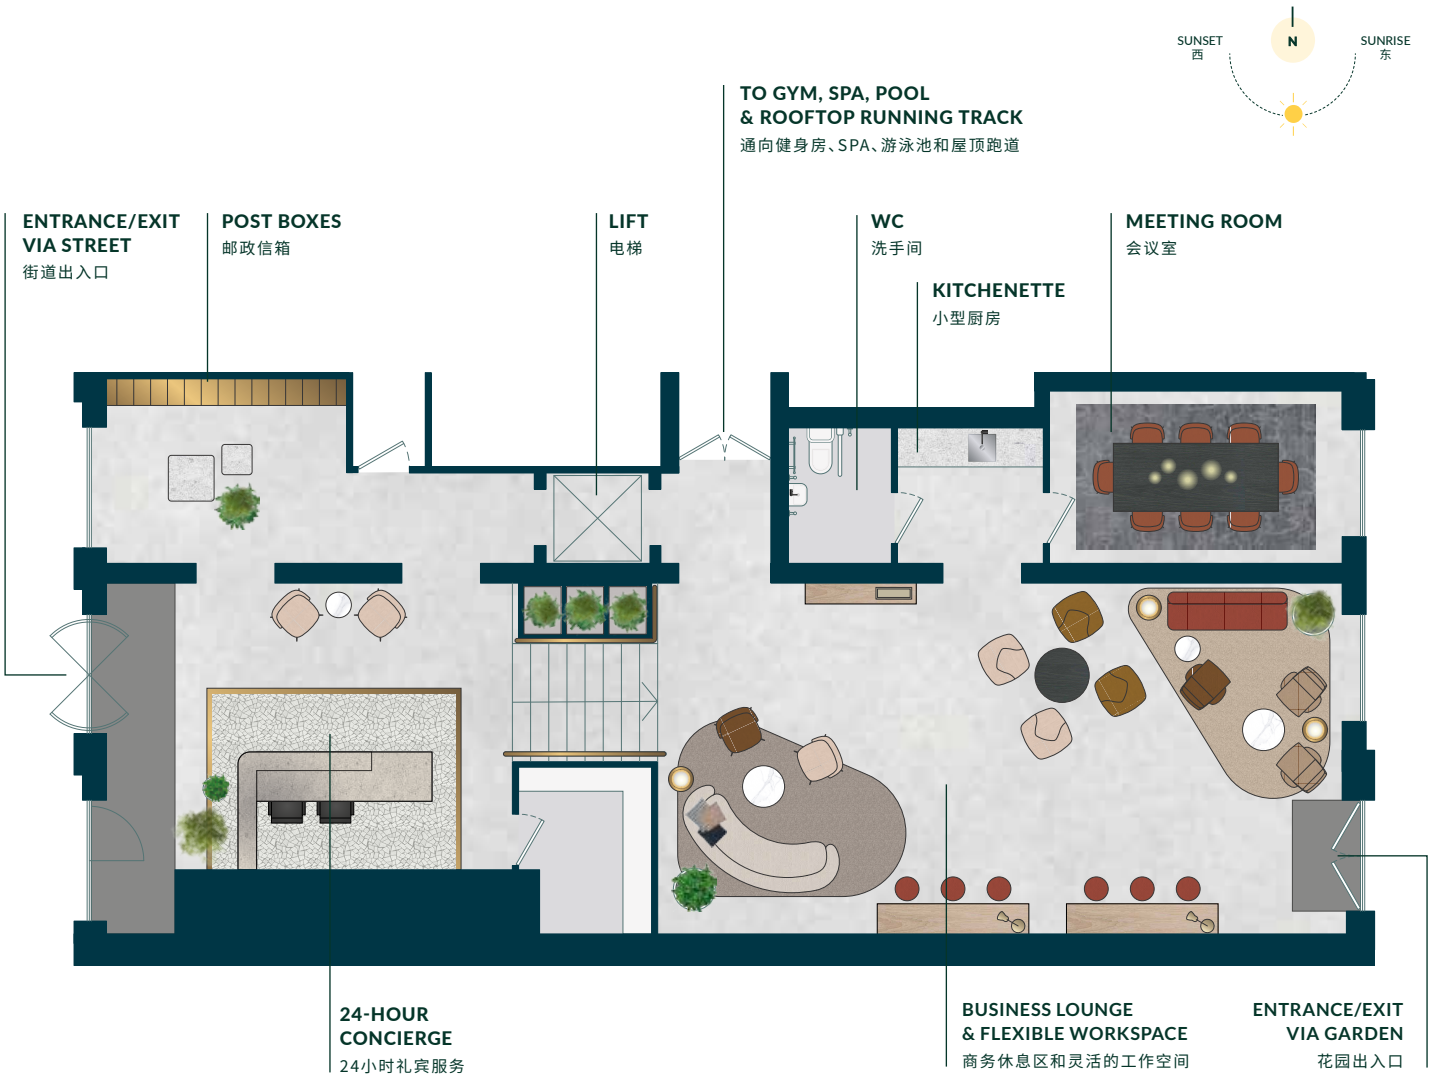 N
SUNSET
西
SUNRISE
东
TO GYM, SPA, POOL
& ROOFTOP RUNNING TRACK
通向健身房、SPA、游泳池和屋顶跑道
ENTRANCE/EXIT
VIA STREET
街道出入口
POST BOXES
邮政信箱
LIFT
电梯
WC
洗手间
MEETING ROOM
会议室
KITCHENETTE
小型厨房
24-HOUR
CONCIERGE
24小时礼宾服务
BUSINESS LOUNGE
& FLEXIBLE WORKSPACE
商务休息区和灵活的工作空间
ENTRANCE/EXIT
VIA GARDEN
花园出入口